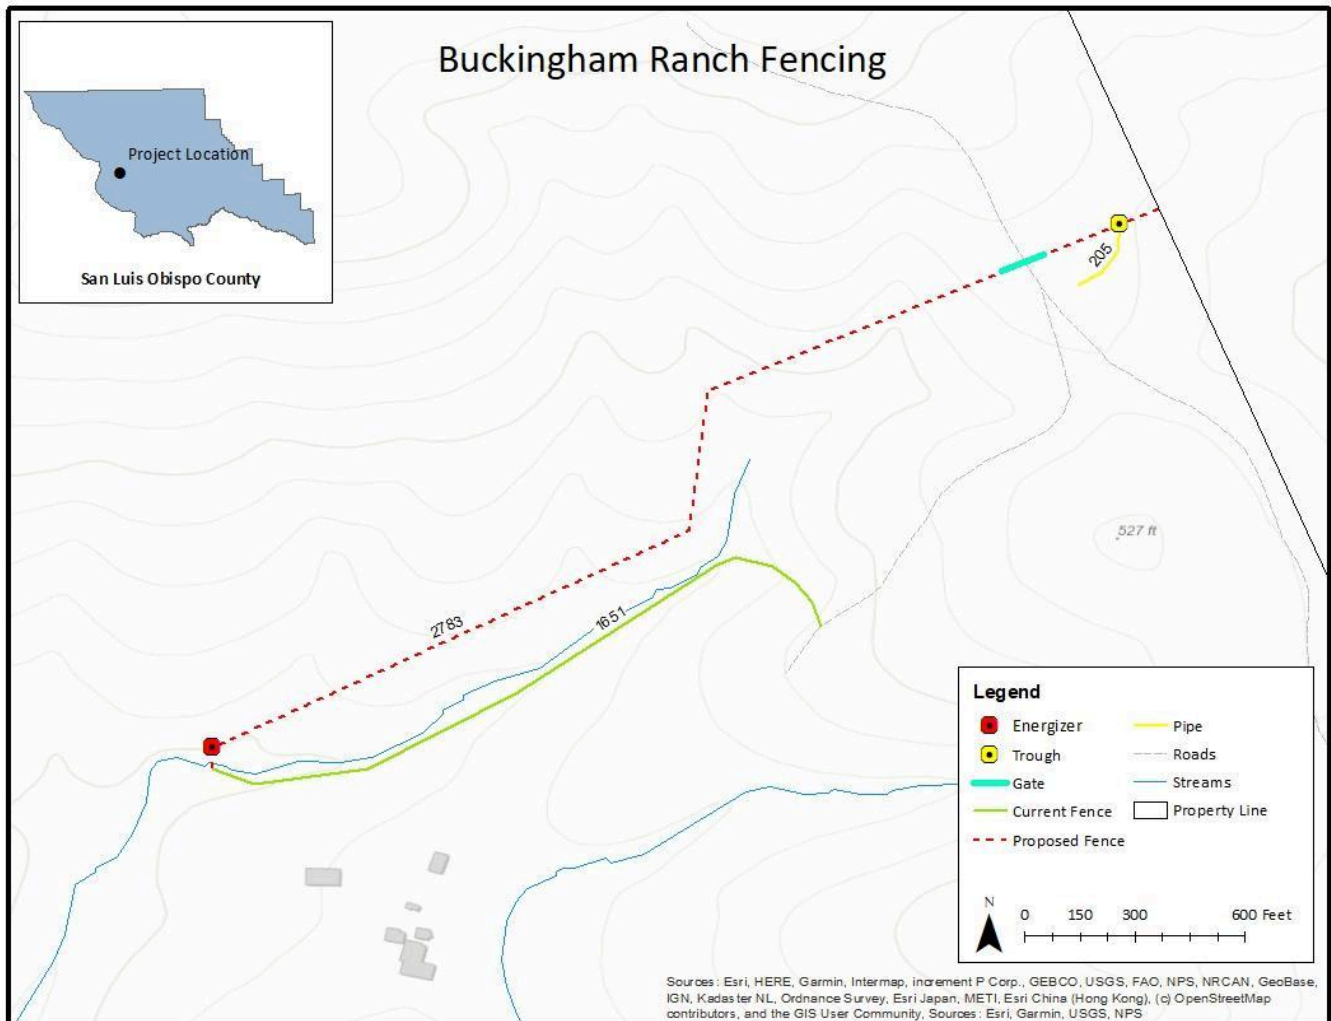 Buckingham Ranch Fencing
Project Location
San Luis Obispo County
205
527 ft
2783
1651
Legend
Energizer
Pipe
Trough
Roads
Gate
Streams
Current Fence
Property Line
Proposed Fence
N
0 150 300 600 Feet
Sources: Esri, HERE, Garmin, Intermap, increment P Corp., GEBCO, USGS, FAO, NPS, NRCAN, GeoBase,
IGN, Kadaster NL, Ordnance Survey, Esri Japan, METI, Esri China (Hong Kong), (c) OpenStreetMap
contributors, and the GIS User Community, Sources: Esri, Garmin, USGS, NPS